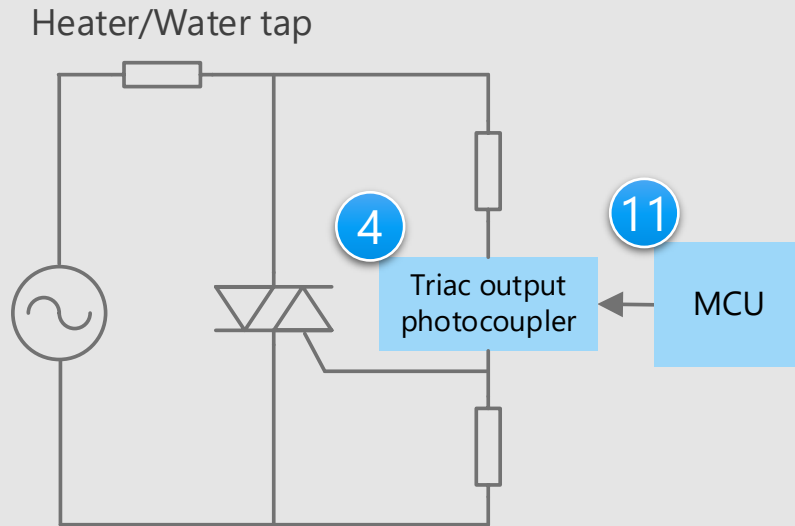 Heater/Water tap
4
11
Triac output
photocoupler
MCU